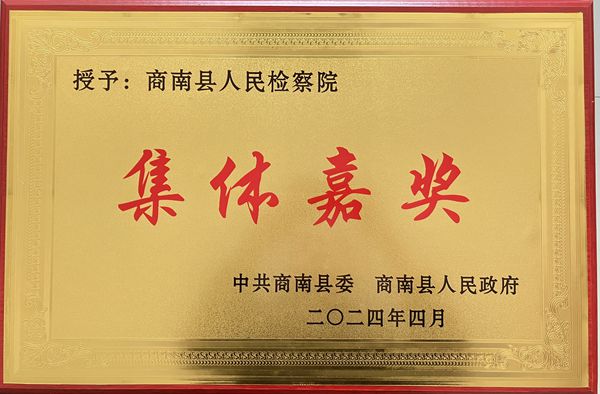 授予：商南县人民检察院
集体嘉奖
中共商南县委 商南县人民政府
二〇二四年四月